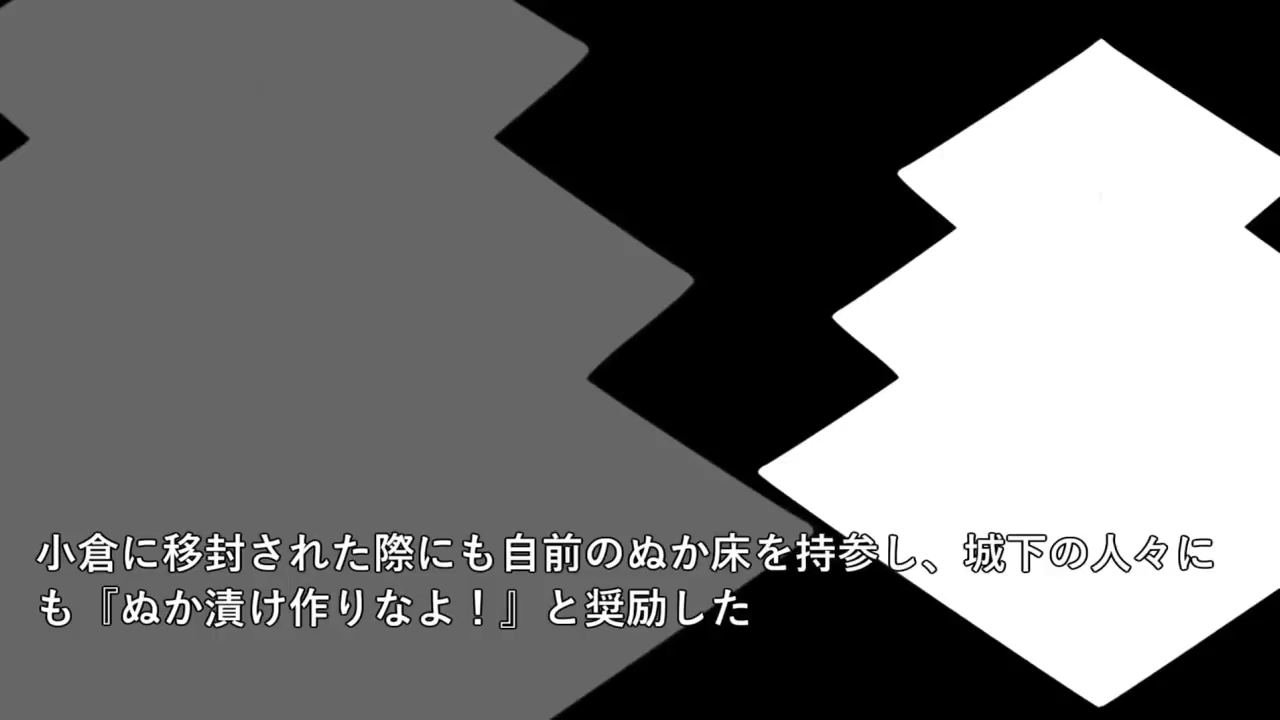 小倉に移封された際にも自前のぬか床を持参し、城下の人々に
も『ぬか漬け作りなよ！』と奨励した